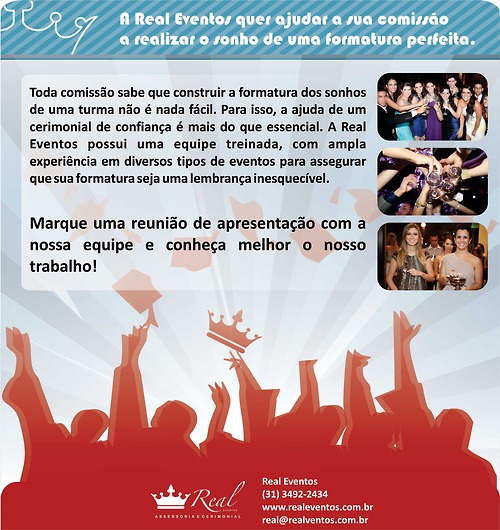 A Real Eventos quer ajudar a sua comissão
a realizar o sonho de uma formatura perfeita.
Toda comissão sabe que construir a formatura dos sonhos
de uma turma não é nada fácil. Para isso, a ajuda de um
cerimonial de confiança é mais do que essencial. A Real
Eventos possui uma equipe treinada, com ampla
experiência em diversos tipos de eventos para assegurar
que sua formatura seja uma lembrança inesquecível.
Marque uma reunião de apresentação com a
nossa equipe e conheça melhor o nosso
trabalho!
Real
EVENTOS
ASSESSORIA E CERIMONIAL
Real Eventos
(31) 3492-2434
www.realeventos.com.br
real@realventos.com.br